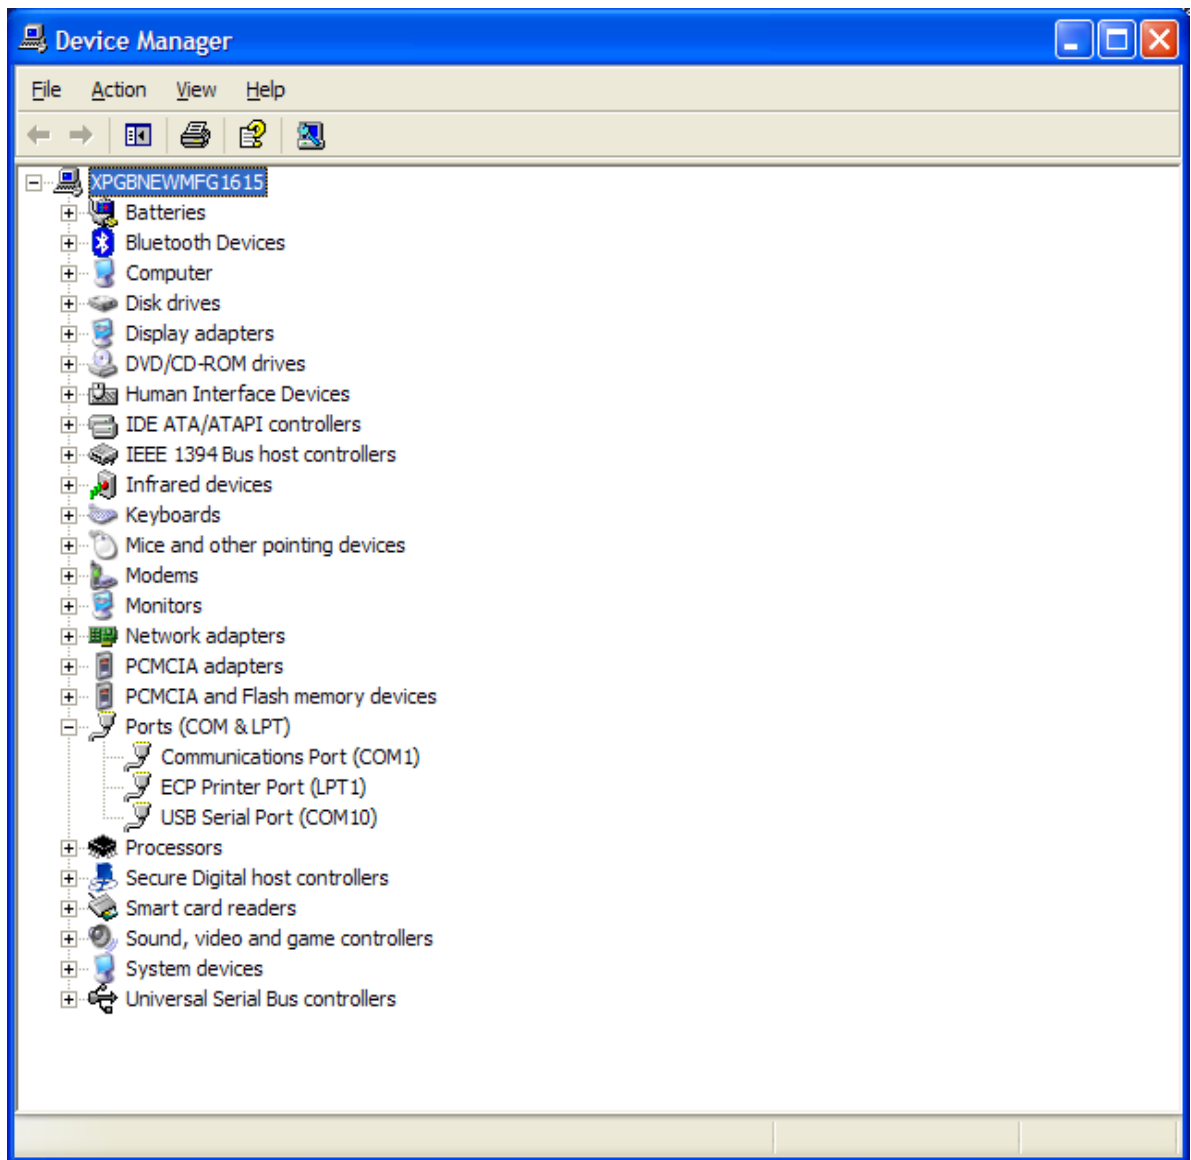 Device Manager
File Action View Help
XPGBNEWMFG1615
Batteries
Bluetooth Devices
Computer
Disk drives
Display adapters
DVD/CD-ROM drives
Human Interface Devices
IDE ATA/ATAPI controllers
IEEE 1394 Bus host controllers
Infrared devices
Keyboards
Mice and other pointing devices
Modems
Monitors
Network adapters
PCMCIA adapters
PCMCIA and Flash memory devices
Ports (COM & LPT)
Communications Port (COM1)
ECP Printer Port (LPT1)
USB Serial Port (COM10)
Processors
Secure Digital host controllers
Smart card readers
Sound, video and game controllers
System devices
Universal Serial Bus controllers